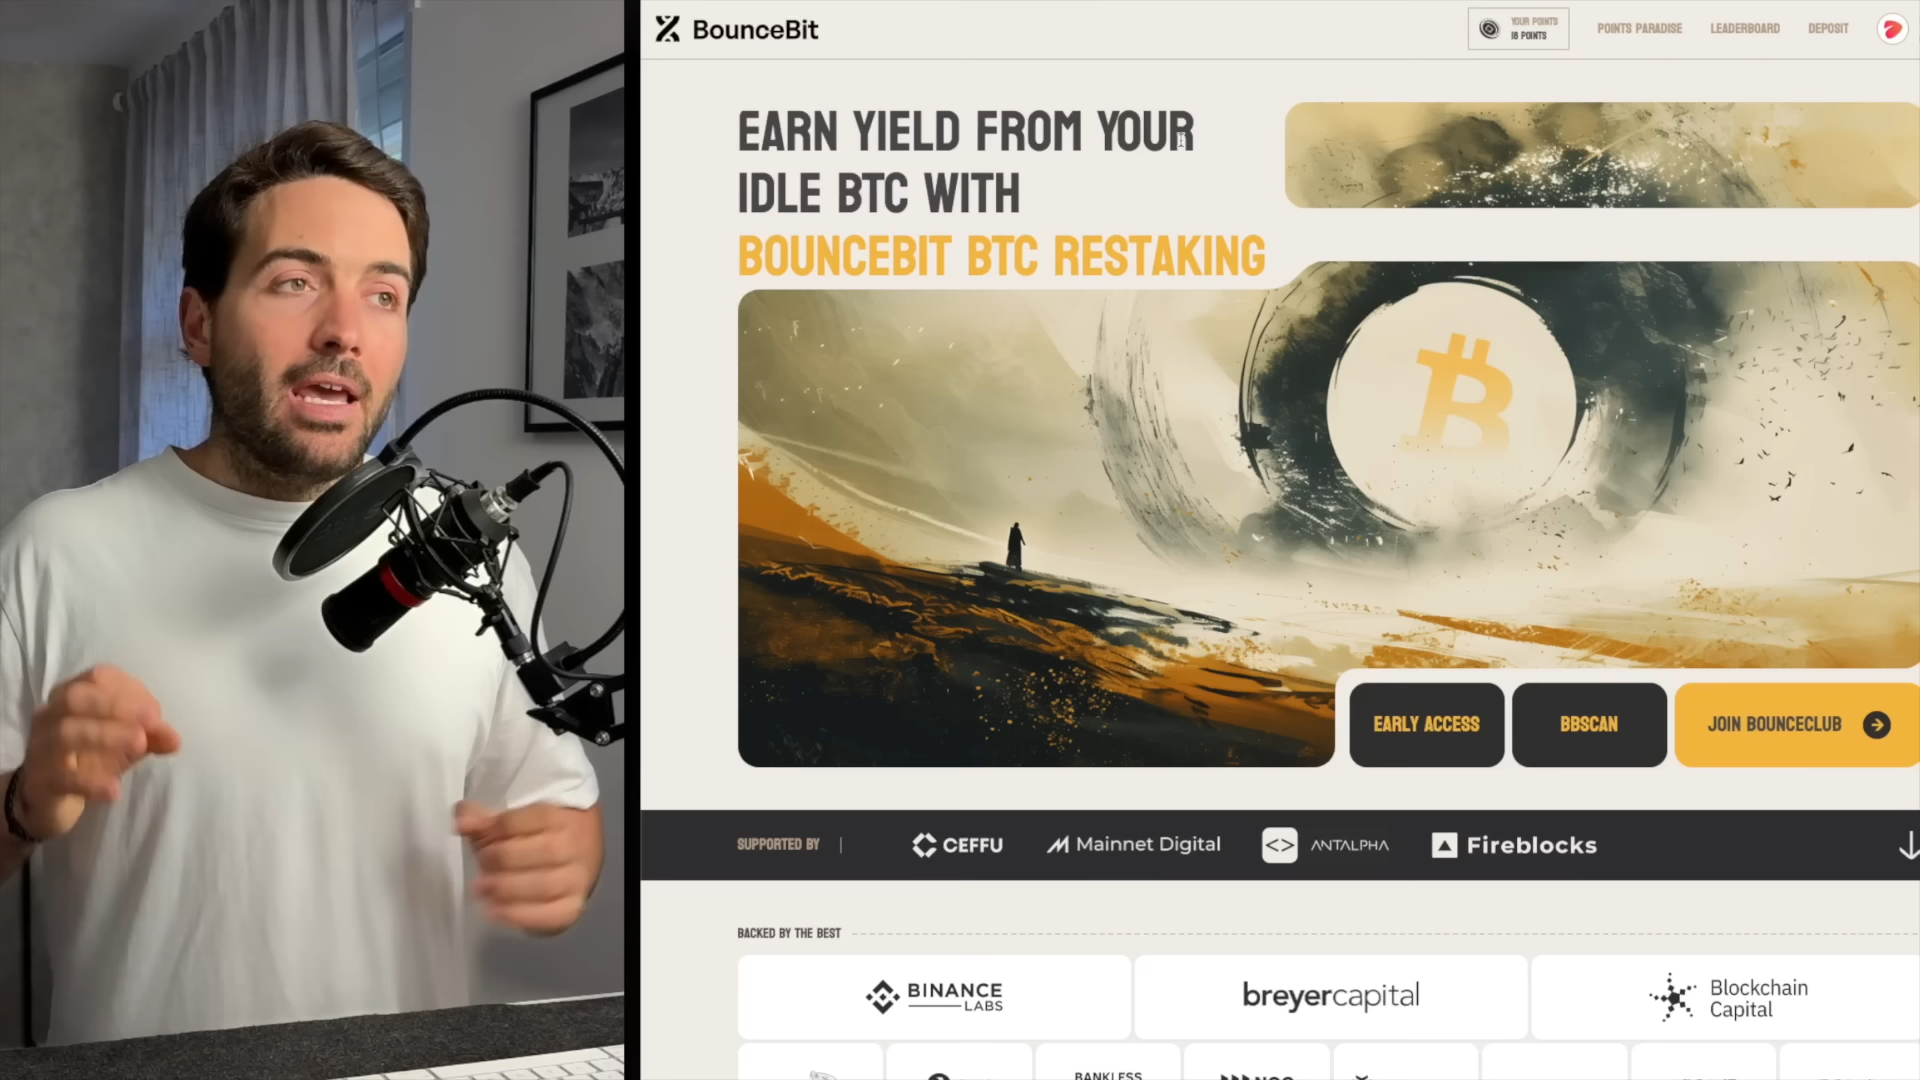 BounceBit
YOUR POINTS
18 POINTS
POINTS PARADISE
LEADERBOARD
DEPOSIT
EARN YIELD FROM YOUR
IDLE BTC WITH
BOUNCEBIT BTC RESTAKING
EARLY ACCESS
BBSCAN
JOIN BOUNCECLUB
SUPPORTED BY
CEFFU
Mainnet Digital
ANTALPHA
Fireblocks
BACKED BY THE BEST
BINANCE
LABS
breyercapital
Blockchain
Capital
BANKLESS